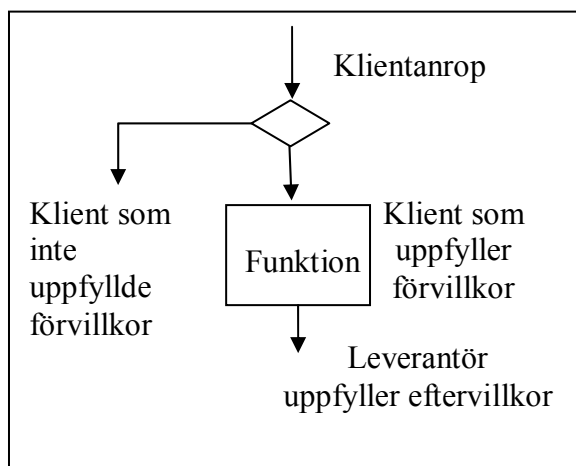 Klientanrop
Klient som
inte
uppfyllde
förvillkor
Funktion
Klient som
uppfyller
förvillkor
Leverantör
uppfyller eftervillkor